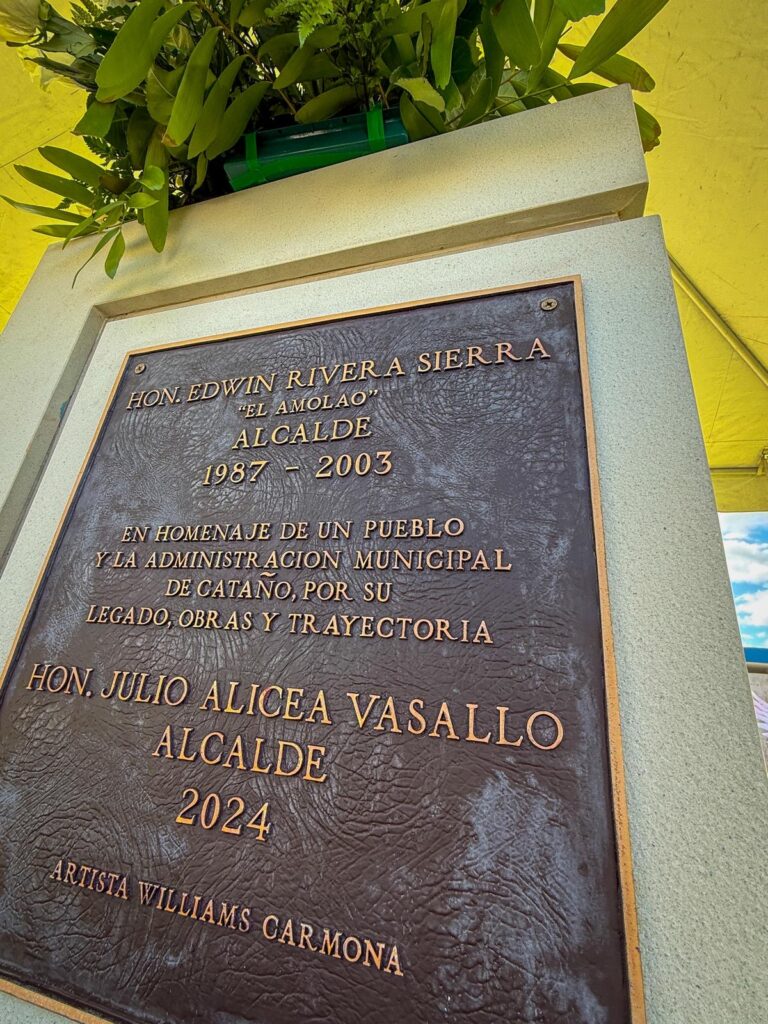 HON. EDWIN RIVERA SIERRA
"EL AMOLAO"
ALCALDE
1987 - 2003
EN HOMENAJE DE UN PUEBLO
Y LA ADMINISTRACION MUNICIPAL
DE CATAÑO, POR SU
LEGADO, OBRAS Y TRAYECTORIA
HON. JULIO ALICEA VASALLO
ALCALDE
2024
ARTISTA WILLIAMS CARMONA